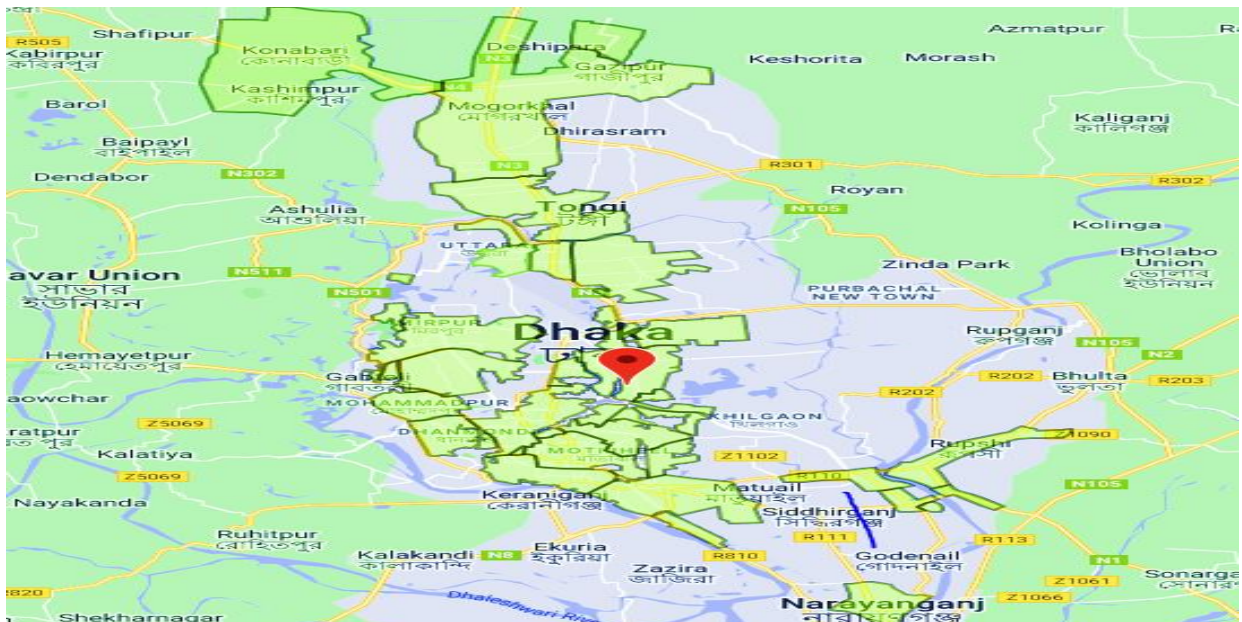 Shafipur
Azmatpur
R505
Konabari
কোনাবাড়ী
Deshipara
N3
Kabirpur
কবিরপুর
Gazipur
গাজীপুর
Keshorita
Morash
N4
Kashimpur
কাশিমপুর
Barol
Mogorkhal
মোগরখাল
Kaliganj
কালিগঞ্জ
Dhirasram
Baipayl
বাইপাইল
N3
R301
Dendabor
N302
R302
Royan
Ashulia
আশুলিয়া
Tongi
টঙ্গী
N105
Kolinga
UTTARA
Bholabo
Union
ভোলাব
ইউনিয়ন
avar Union
সাভার
ইউনিয়ন
N511
Zinda Park
N501
PURBACHAL
NEW TOWN
MIRPUR
Dhaka
Rupganj
রূপগঞ্জ
N105
Hemayetpur
হেমায়েতপুর
N2
Gabtoli
গাবতলী
R202
Bhulta
ভুলতা
R203
R202
aowchar
MOHAMMADPUR
KHILGAON
খিলগাও
Z5069
DHANMONDI
Z1090
ratpur
Kalatiya
MOTIJHEEL
Rupshi
রূপসী
Z1102
Z5069
R110
N105
Nayakanda
Keraniganj
কেরানীগঞ্জ
Matuail
মাতুয়াইল
Siddhirganj
সিদ্ধিরগঞ্জ
Ruhitpur
রোহিতপুর
R111
R113
Kalakandi
কালাকান্দি
N8
Ekuria
ইকুরিয়া
R810
Godenail
গোদনাইল
N1
Zazira
জাজিরা
Z1061
Sonarga
R820
Dhaleshwari River
Z1066
Narayanganj
নারায়ণগঞ্জ
Shekharnagar